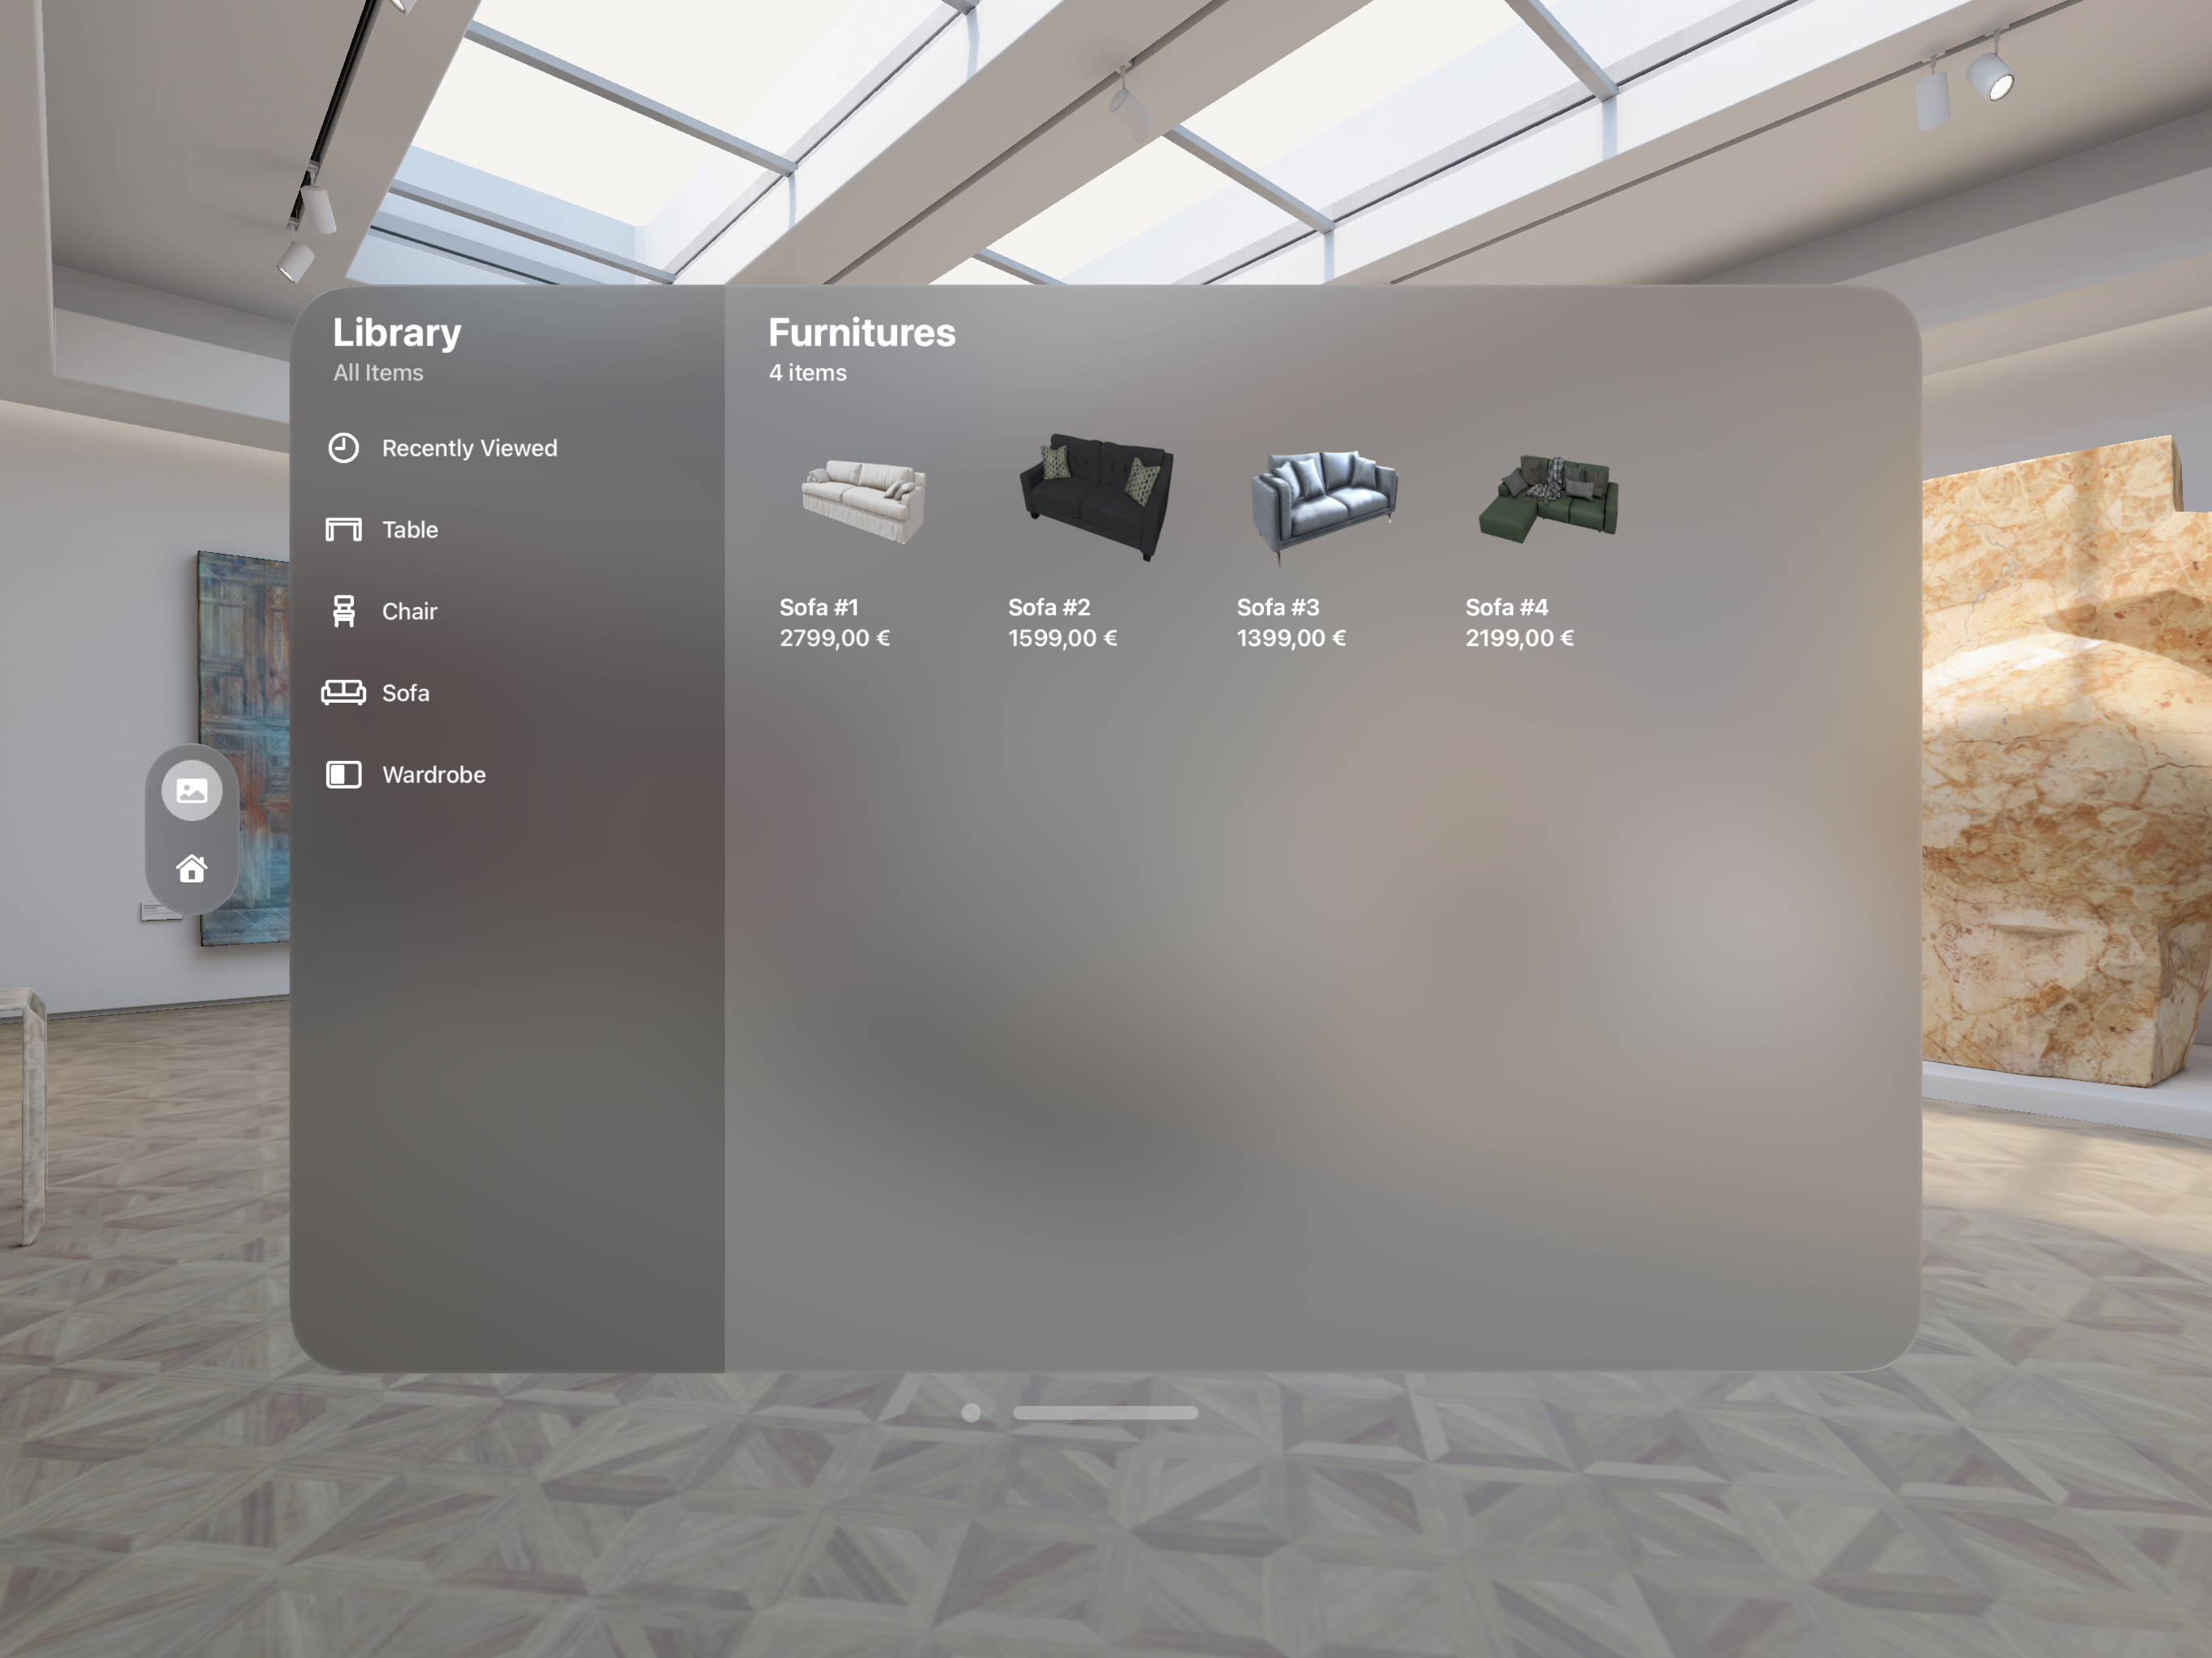 Library
All Items
Recently Viewed
Table
Chair
Sofa
Wardrobe
Furnitures
4 items
Sofa #1
2799,00 €
Sofa #2
1599,00 €
Sofa #3
1399,00 €
Sofa #4
2199,00 €